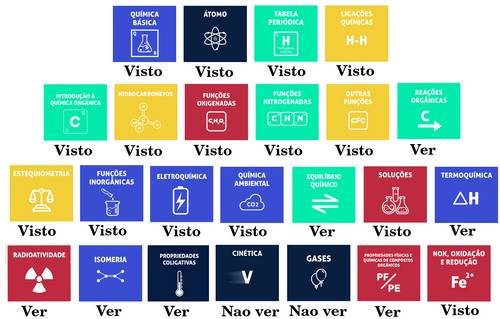 QUÍMICA BÁSICA
Visto
ÁTOMO
Visto
TABELA PERIÓDICA
H
Visto
LIGAÇÕES QUÍMICAS
H-H
Visto
INTRODUÇÃO À QUÍMICA ORGÂNICA
C
Visto
HIDROCARBONETOS
Visto
FUNÇÕES OXIGENADAS
Visto
FUNÇÕES NITROGENADAS
C H N
Visto
OUTRAS FUNÇÕES
CFC
Visto
REAÇÕES ORGÂNICAS
C
Ver
ESTEQUIOMETRIA
Visto
FUNÇÕES INORGÂNICAS
Visto
ELETROQUÍMICA
Visto
QUÍMICA AMBIENTAL
CO2
Visto
EQUILÍBRIO QUÍMICO
Ver
SOLUÇÕES
Visto
TERMOQUÍMICA
ΔH
Ver
RADIOATIVIDADE
Ver
ISOMERIA
Ver
PROPRIEDADES COLIGATIVAS
Ver
CINÉTICA
V
Nao ver
GASES
Nao ver
PROPRIEDADES FÍSICAS E QUÍMICAS DE COMPOSTOS ORGÂNICOS
PF/PE
Ver
NOX, OXIDAÇÃO E REDUÇÃO
Fe2+
Visto